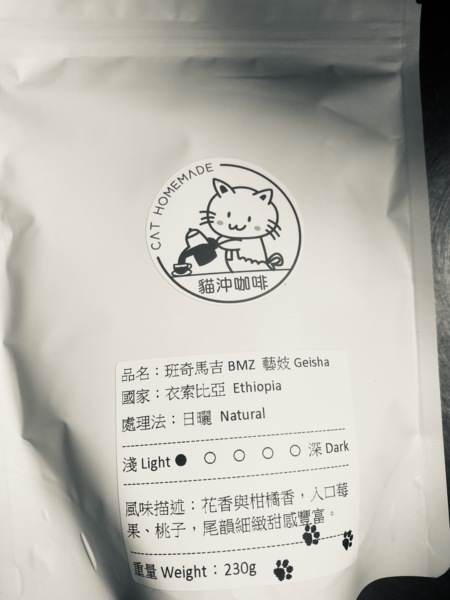 CAT HOMEMADE
貓沖咖啡
品名：班奇馬吉 BMZ 藝妓 Geisha
國家：衣索比亞 Ethiopia
處理法：日曬 Natural
淺 Light ● ○ ○ ○ ○ 深 Dark
風味描述：花香與柑橘香，入口莓
果、桃子，尾韻細緻甜感豐富。
重量 Weight：230g